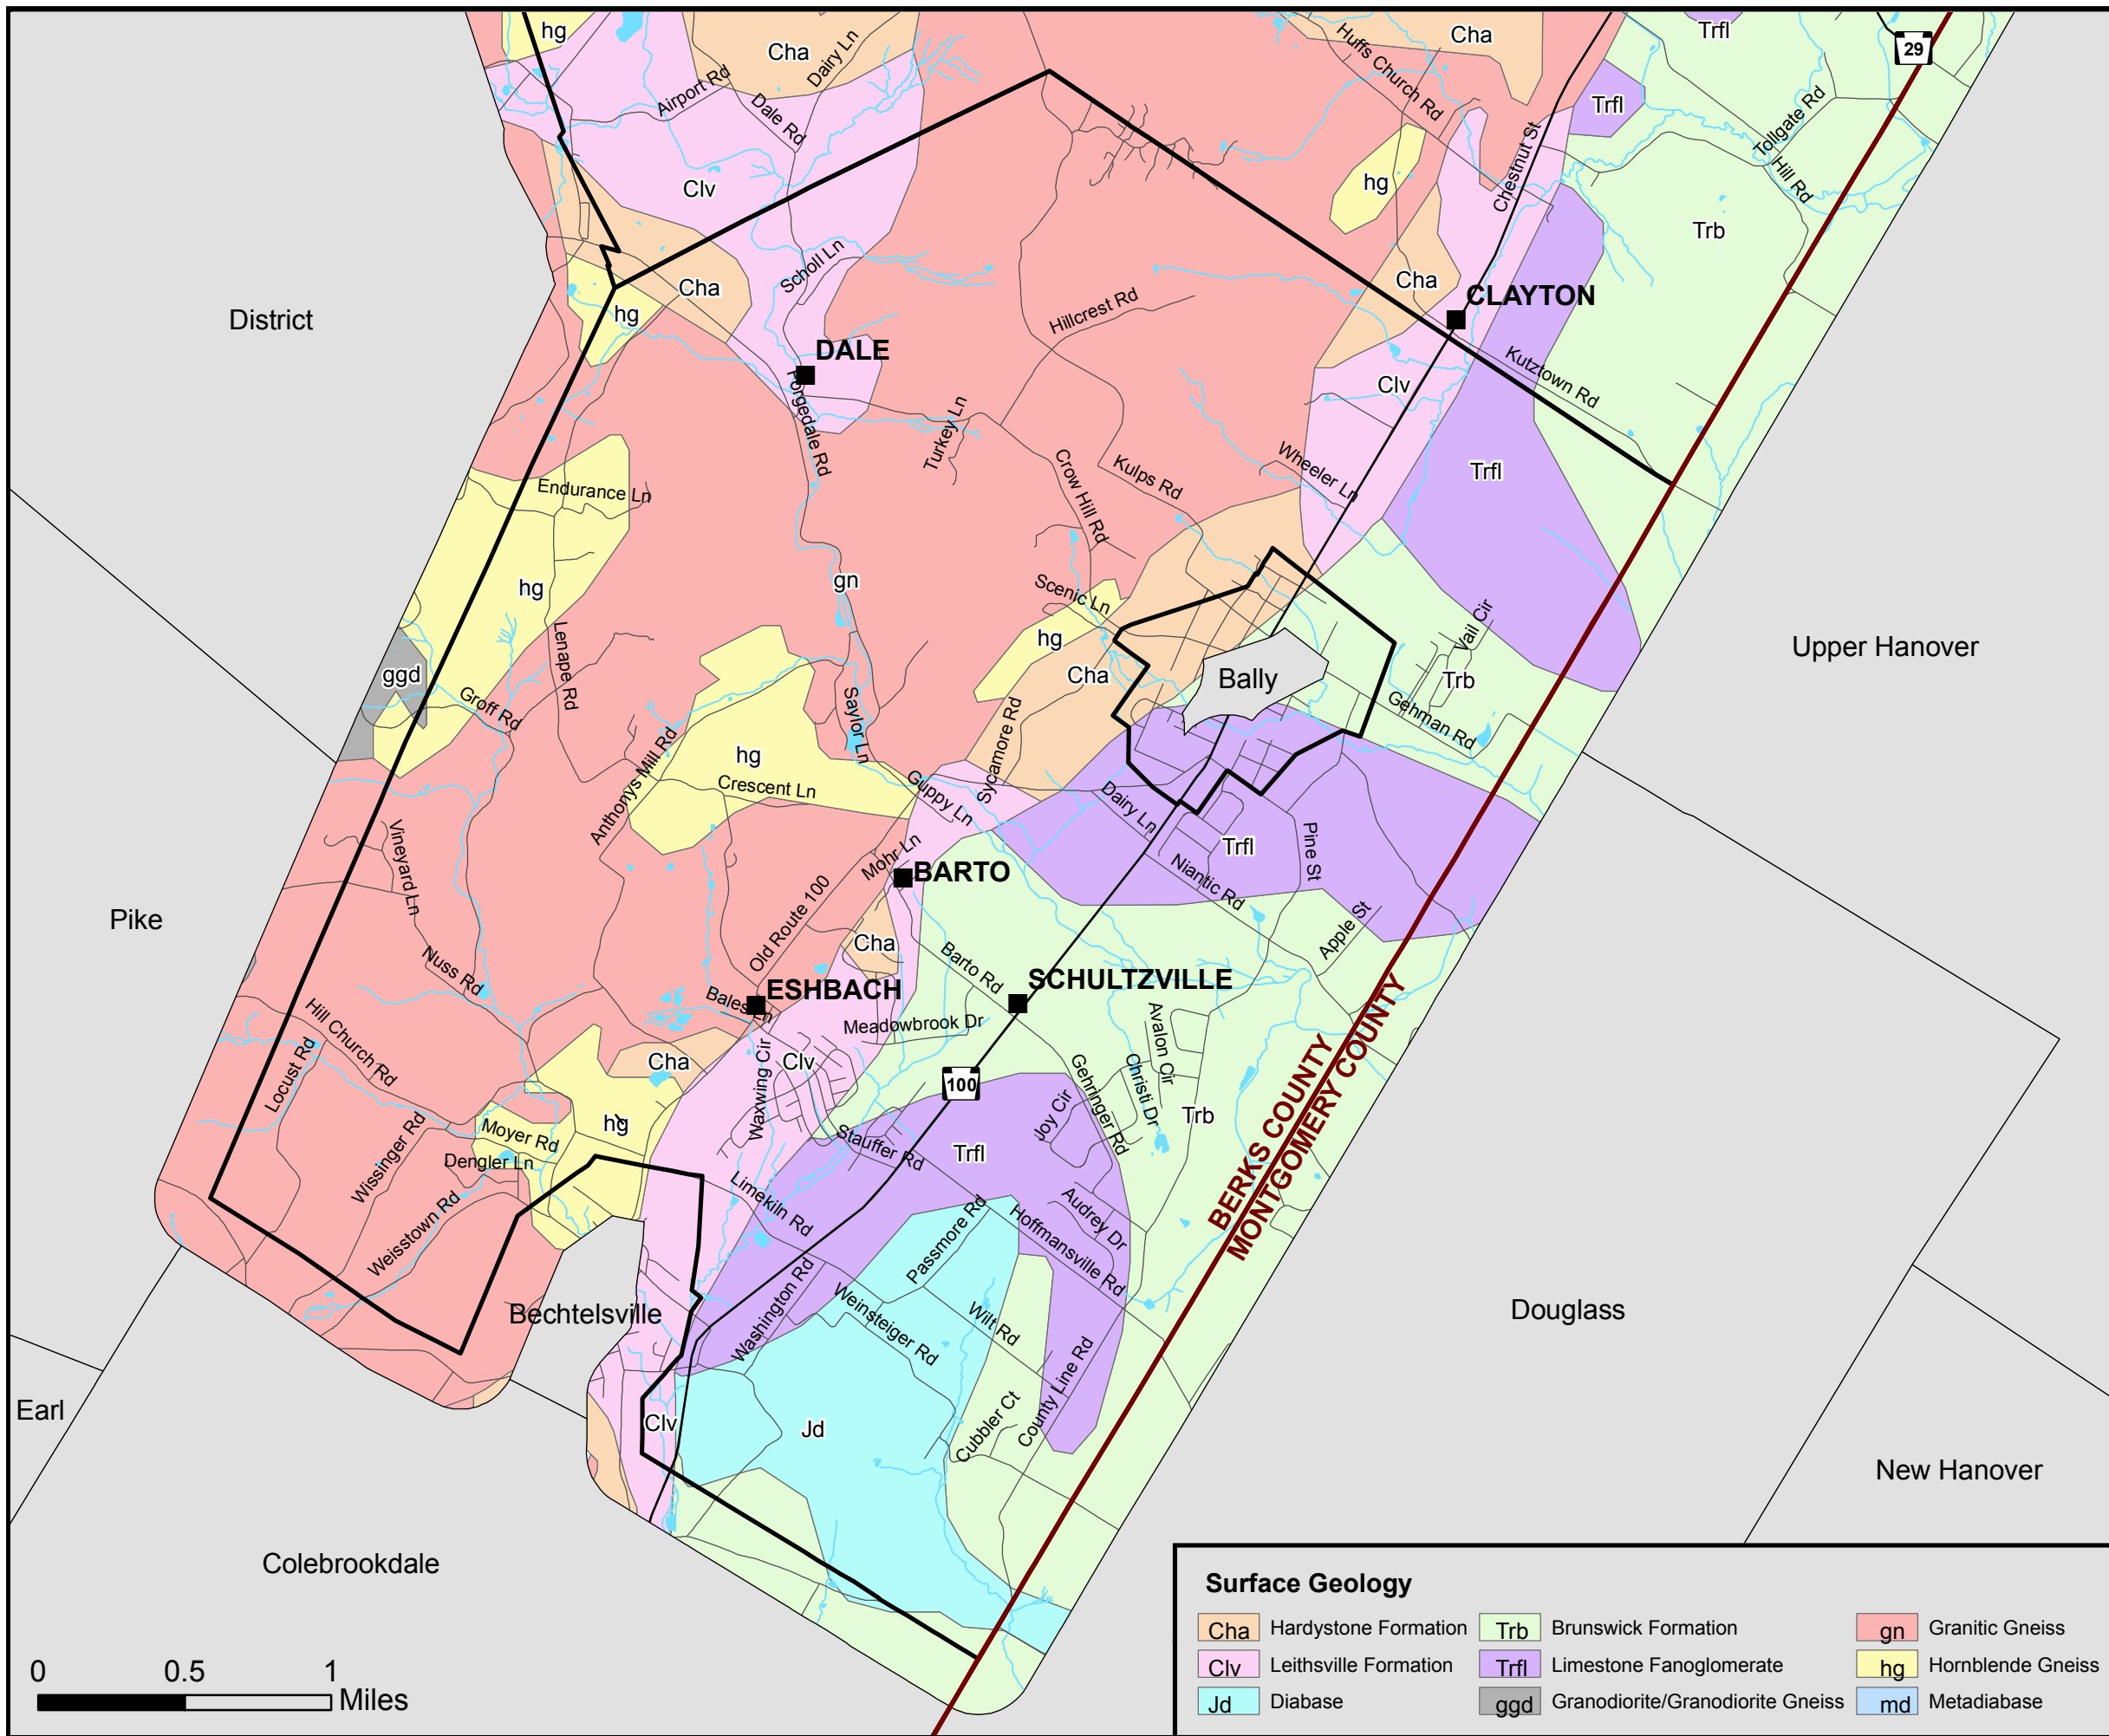 hg
Cha
Dairy Ln
Huffs Church Rd
Cha
Trfl
29
Airport Rd
Dale Rd
Trfl
Tollgate Rd
Hill Rd
Clv
hg
Chestnut St
Trb
Scholl Ln
Cha
hg
Cha
CLAYTON
District
Hillcrest Rd
DALE
Forgedale Rd
Kutztown Rd
Clv
Turkey Ln
Crow Hill Rd
Kulps Rd
Wheeler Ln
Trfl
Endurance Ln
hg
gn
Scenic Ln
hg
Lenape Rd
Vail Cir
Upper Hanover
ggd
Cha
Bally
Trb
Groff Rd
Saylor Ln
Sycamore Rd
Gehman Rd
hg
Anthonys Mill Rd
Crescent Ln
Guppy Ln
Dairy Ln
Vineyard Ln
Mohr Ln
Trfl
Pine St
BARTO
Niantic Rd
Pike
Old Route 100
Cha
Apple St
Nuss Rd
Barto Rd
SCHULTZVILLE
ESHBACH
Bales Ln
Meadowbrook Dr
Hill Church Rd
Locust Rd
Cha
Clv
Waxwing Cir
100
Avalon Cir
Christi Dr
Gehringer Rd
Joy Cir
Trb
BERKS COUNTY
MONTGOMERY COUNTY
hg
Moyer Rd
Dengler Ln
Wissinger Rd
Stauffer Rd
Trfl
Limekiln Rd
Audrey Dr
Weisstown Rd
Passmore Rd
Hoffmansville Rd
Bechtelsville
Washington Rd
Weinsteiger Rd
Wilt Rd
Douglass
County Line Rd
Cubbler Ct
Earl
Clv
Jd
New Hanover
Colebrookdale
Surface Geology
Cha Hardystone Formation
Trb Brunswick Formation
gn Granitic Gneiss
Clv Leithsville Formation
Trfl Limestone Fanoglomerate
hg Hornblende Gneiss
Jd Diabase
ggd Granodiorite/Granodiorite Gneiss
md Metadiabase
0 0.5 1
Miles